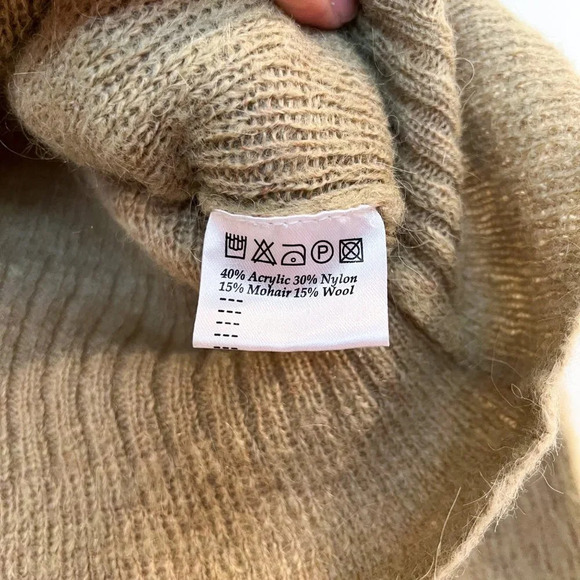 P
40% Acrylic 30% Nylon
15% Mohair 15% Wool
---
---
---
---
---